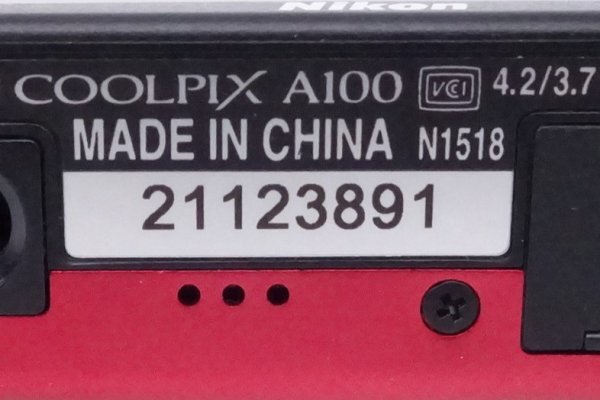 Nikon
COOLPIX A100 VCCI 4.2/3.7
MADE IN CHINA N1518
21123891